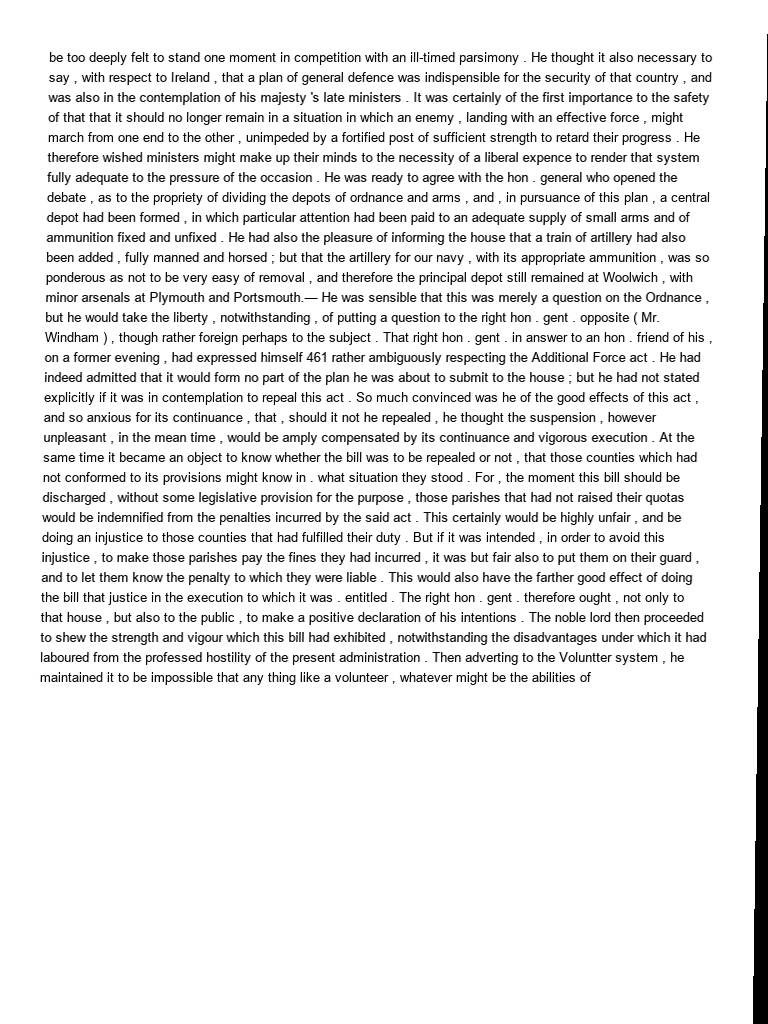 be too deeply felt to stand one moment in competition with an ill-timed parsimony . He thought it also necessary to
say , with respect to Ireland , that a plan of general defence was indispensible for the security of that country , and
was also in the contemplation of his majesty 's late ministers . It was certainly of the first importance to the safety
of that that it should no longer remain in a situation in which an enemy , landing with an effective force , might
march from one end to the other , unimpeded by a fortified post of sufficient strength to retard their progress . He
therefore wished ministers might make up their minds to the necessity of a liberal expence to render that system
fully adequate to the pressure of the occasion . He was ready to agree with the hon . general who opened the
debate , as to the propriety of dividing the depots of ordnance and arms , and , in pursuance of this plan , a central
depot had been formed , in which particular attention had been paid to an adequate supply of small arms and of
ammunition fixed and unfixed . He had also the pleasure of informing the house that a train of artillery had also
been added , fully manned and horsed ; but that the artillery for our navy , with its appropriate ammunition , was so
ponderous as not to be very easy of removal , and therefore the principal depot still remained at Woolwich , with
minor arsenals at Plymouth and Portsmouth.— He was sensible that this was merely a question on the Ordnance ,
but he would take the liberty , notwithstanding , of putting a question to the right hon . gent . opposite ( Mr.
Windham ) , though rather foreign perhaps to the subject . That right hon . gent . in answer to an hon . friend of his ,
on a former evening , had expressed himself 461 rather ambiguously respecting the Additional Force act . He had
indeed admitted that it would form no part of the plan he was about to submit to the house ; but he had not stated
explicitly if it was in contemplation to repeal this act . So much convinced was he of the good effects of this act ,
and so anxious for its continuance , that , should it not he repealed , he thought the suspension , however
unpleasant , in the mean time , would be amply compensated by its continuance and vigorous execution . At the
same time it became an object to know whether the bill was to be repealed or not , that those counties which had
not conformed to its provisions might know in . what situation they stood . For , the moment this bill should be
discharged , without some legislative provision for the purpose , those parishes that had not raised their quotas
would be indemnified from the penalties incurred by the said act . This certainly would be highly unfair , and be
doing an injustice to those counties that had fulfilled their duty . But if it was intended , in order to avoid this
injustice , to make those parishes pay the fines they had incurred , it was but fair also to put them on their guard ,
and to let them know the penalty to which they were liable . This would also have the farther good effect of doing
the bill that justice in the execution to which it was . entitled . The right hon . gent . therefore ought , not only to
that house , but also to the public , to make a positive declaration of his intentions . The noble lord then proceeded
to shew the strength and vigour which this bill had exhibited , notwithstanding the disadvantages under which it had
laboured from the professed hostility of the present administration . Then adverting to the Voluntter system , he
maintained it to be impossible that any thing like a volunteer , whatever might be the abilities of